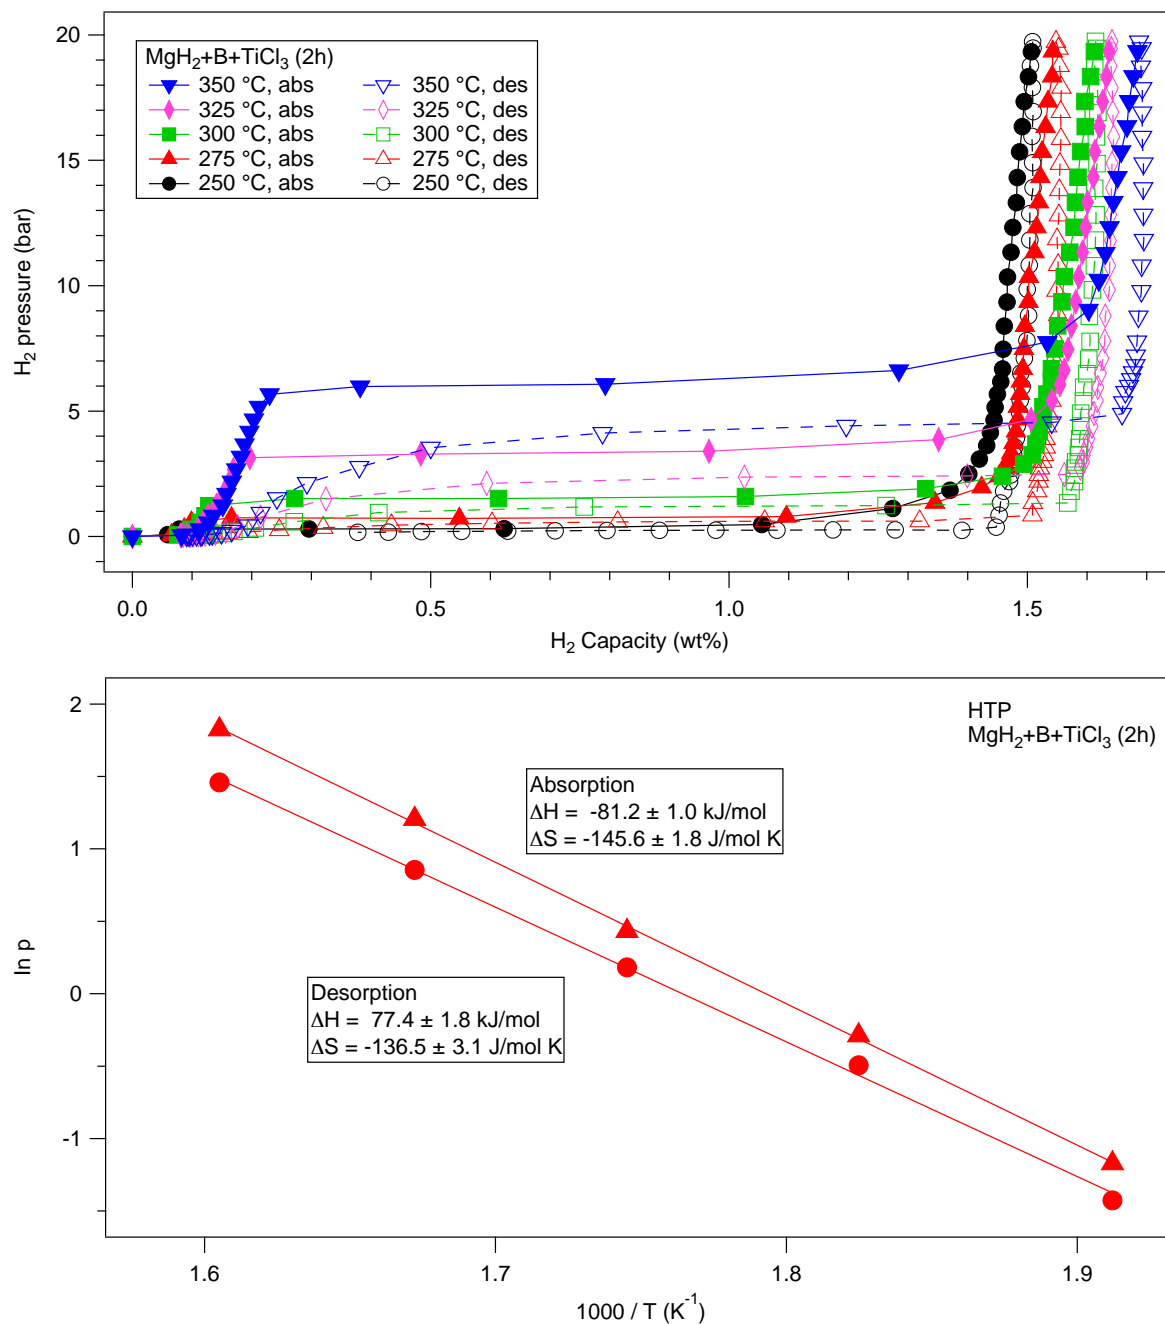 20
15
10
5
0
H2 pressure (bar)
MgH2+B+TiCl3 (2h)
350 °C, abs
350 °C, des
325 °C, abs
325 °C, des
300 °C, abs
300 °C, des
275 °C, abs
275 °C, des
250 °C, abs
250 °C, des
0.0
0.5
1.0
1.5
H2 Capacity (wt%)
2
1
0
-1
ln p
HTP
MgH2+B+TiCl3 (2h)
Absorption
ΔH = -81.2 ± 1.0 kJ/mol
ΔS = -145.6 ± 1.8 J/mol K
Desorption
ΔH = 77.4 ± 1.8 kJ/mol
ΔS = -136.5 ± 3.1 J/mol K
1.6
1.7
1.8
1.9
1000 / T (K-1)